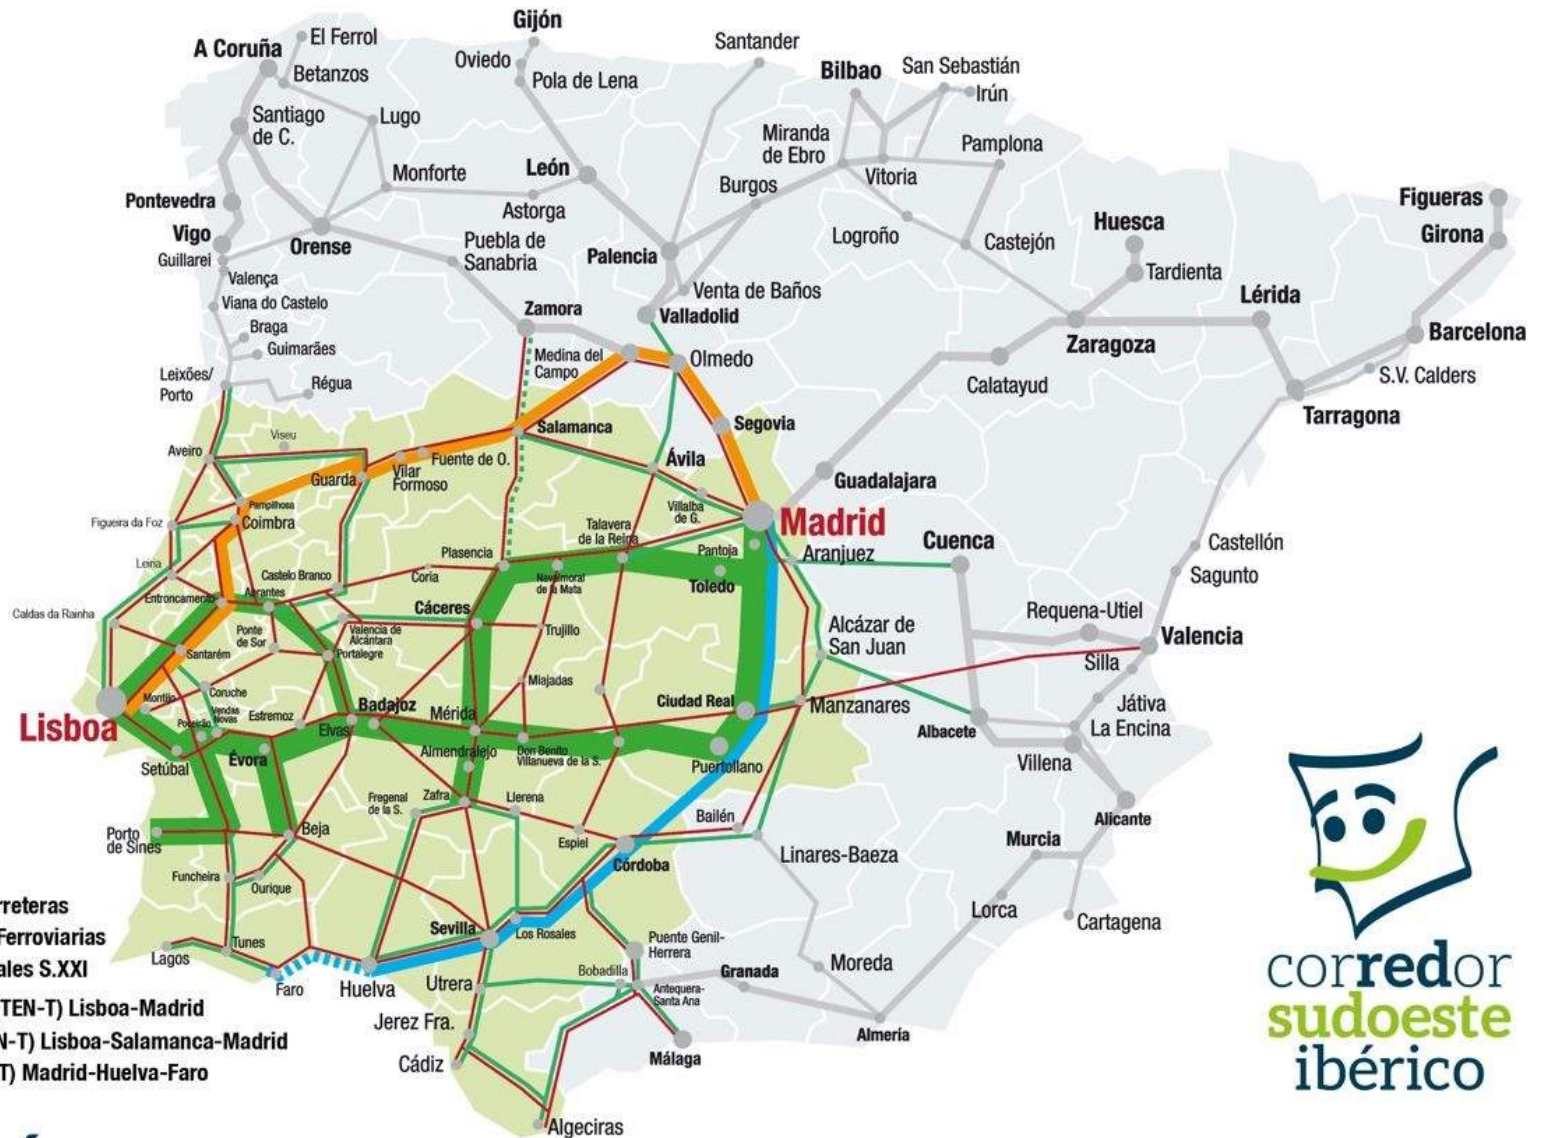 Gijón
El Ferrol
A Coruña
Oviedo
Betanzos
Pola de Lena
Santander
Bilbao
San Sebastián
Irún
Santiago
de C.
Lugo
Miranda
de Ebro
Pamplona
Monforte
León
Vitoria
Burgos
Pontevedra
Astorga
Figueras
Vigo
Orense
Puebla de
Sanabria
Logroño
Castejón
Huesca
Girona
Guillarei
Palencia
Valença
Tardienta
Viana do Castelo
Venta de Baños
Lérida
Zamora
Valladolid
Braga
Guimarães
Zaragoza
Barcelona
Medina del
Campo
Olmedo
Leixões/
Porto
Régua
Calatayud
S.V. Calders
Tarragona
Viseu
Salamanca
Segovia
Aveiro
Ávila
Fuente de O.
Guarda
Vilar
Formoso
Guadalajara
Pampilhosa
Villalba
de G.
Figueira da Foz
Coimbra
Madrid
Talavera
de la Reina
Plasencia
Pantoja
Aranjuez
Cuenca
Castellón
Leiria
Castelo Branco
Coria
Navalmoral
de la Mata
Toledo
Sagunto
Entroncamento
Abrantes
Cáceres
Requena-Utiel
Caldas da Rainha
Ponte
de Sor
Valencia de
Alcántara
Trujillo
Alcázar de
San Juan
Valencia
Santarém
Portalegre
Silla
Miajadas
Montijo
Coruche
Badajoz
Ciudad Real
Manzanares
Játiva
Lisboa
Vendas
Novas
Poceirão
Estremoz
Mérida
Albacete
La Encina
Elvas
Évora
Almendralejo
Don Benito
Villanueva de la S.
Villena
Setúbal
Puertollano
Fregenal
de la S.
Zafra
Llerena
Bailén
Alicante
Porto
de Sines
Beja
Espiel
Murcia
Córdoba
Linares-Baeza
Funcheira
Ourique
Lorca
Cartagena
rreteras
Ferroviarias
ales S.XXI
Tunes
Lagos
Sevilla
Los Rosales
Puente Genil-
Herrera
Bobadilla
Granada
Moreda
Faro
Huelva
Utrera
Antequera-
Santa Ana
TEN-T) Lisboa-Madrid
Jerez Fra.
Almería
N-T) Lisboa-Salamanca-Madrid
Cádiz
Málaga
T) Madrid-Huelva-Faro
Algeciras
corredor
sudoeste
ibérico